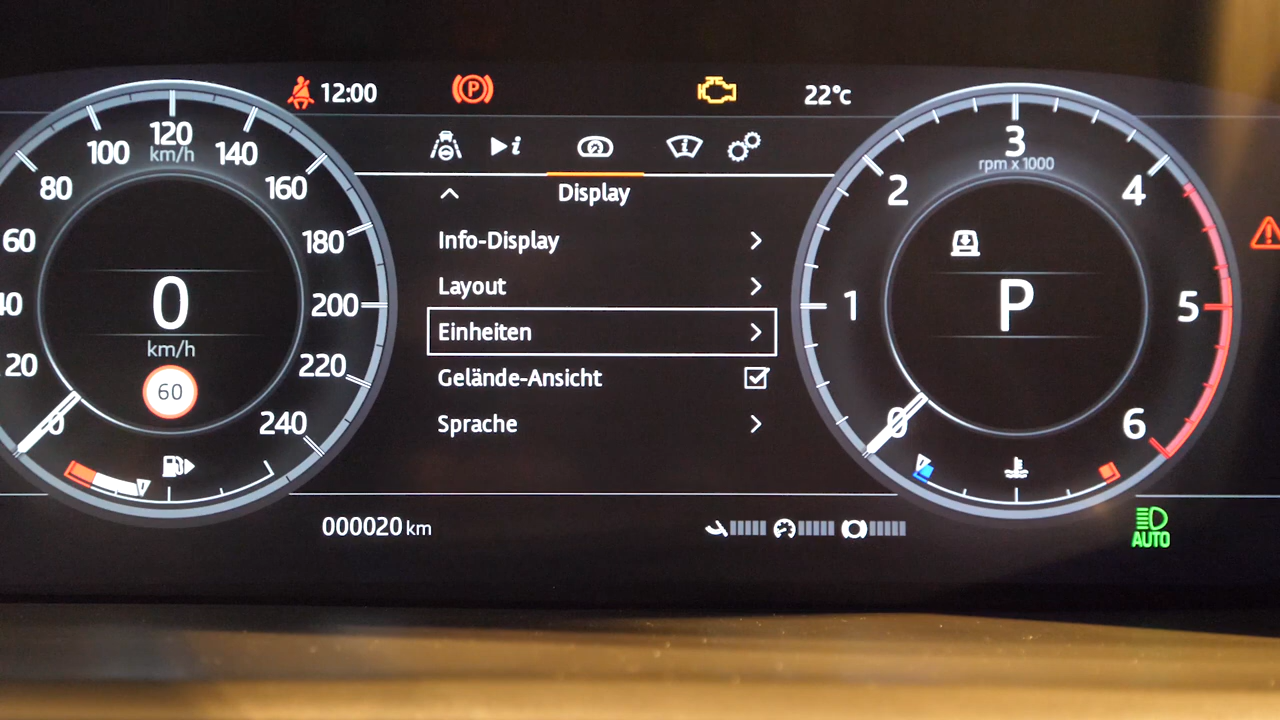 12:00
22°C
Display
Info-Display
Layout
Einheiten
Gelände-Ansicht
Sprache
20
40
60
80
100
120
km/h
140
160
180
200
220
240
0
km/h
60
0
1
2
3
rpm x 1000
4
5
6
P
000020 km
AUTO